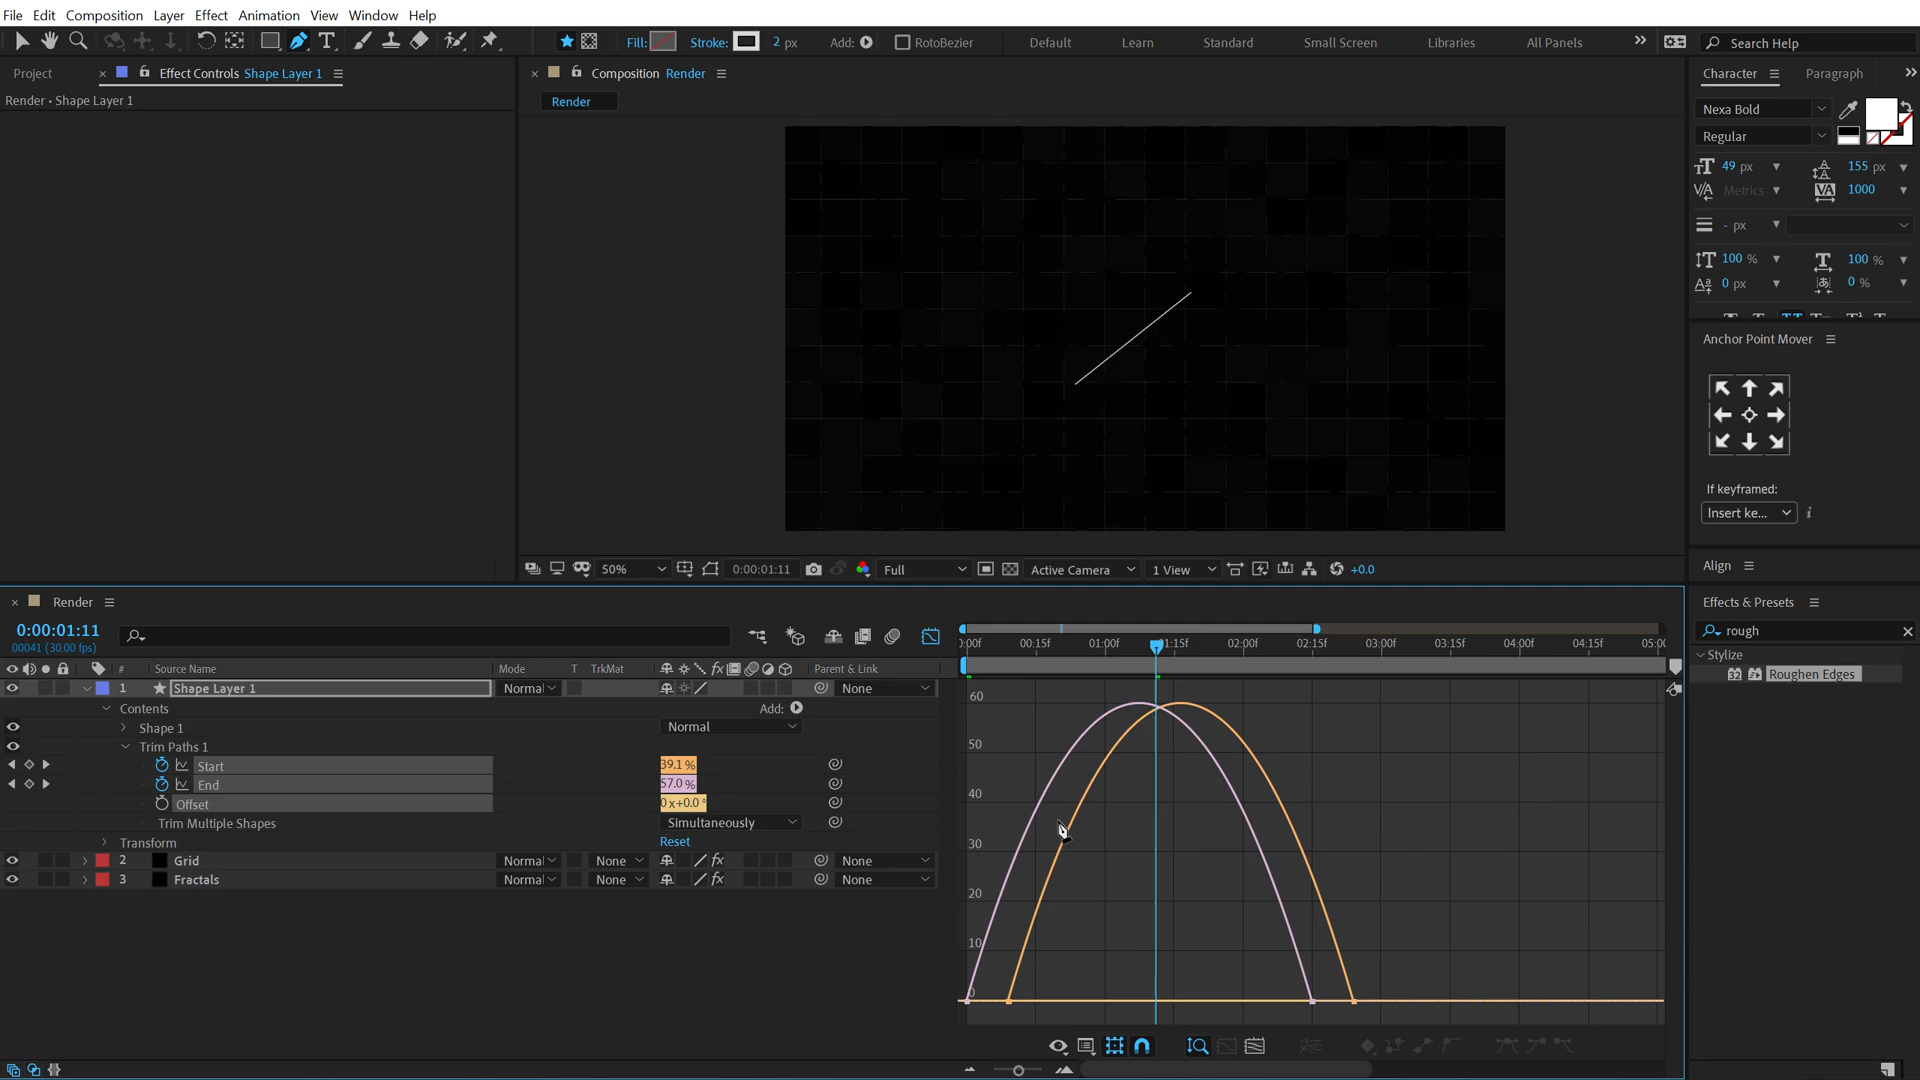 File Edit Composition Layer Effect Animation View Window Help
Fill: Stroke: 2 px Add: RotoBezier Default Learn Standard Small Screen Libraries All Panels Search Help
Project Effect Controls Shape Layer 1
Composition Render
Character Paragraph
Render • Shape Layer 1
Render
Nexa Bold
Regular
49 px 155 px
Metrics 1000
- px
100 % 100 %
0 px 0 %
Anchor Point Mover
If keyframed:
Insert ke...
50% 0:00:01:11 Full Active Camera 1 View +0.0
Align
Render
Effects & Presets
0:00:01:11
00041 (30.00 fps)
rough
Stylize
Roughen Edges
0:00f 00:15f 01:00f 01:15f 02:00f 02:15f 03:00f 03:15f 04:00f 04:15f 05:00
# Source Name Mode T TrkMat Parent & Link
1 Shape Layer 1 Normal None
Contents Add:
Shape 1 Normal
Trim Paths 1
Start 39.1 %
End 57.0 %
Offset 0 x+0.0 °
Trim Multiple Shapes Simultaneously
Transform Reset
2 Grid Normal None None
3 Fractals Normal None None
60
50
40
30
20
10
0